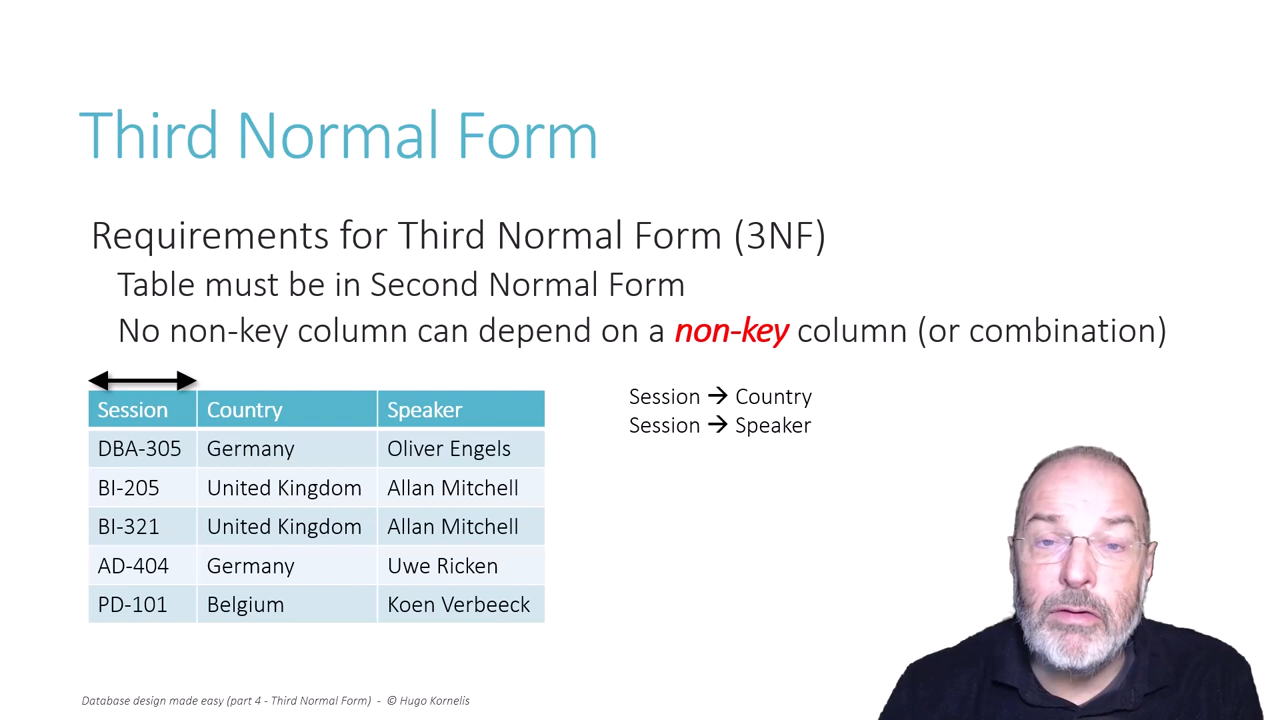 Third Normal Form
Requirements for Third Normal Form (3NF)
Table must be in Second Normal Form
No non-key column can depend on a non-key column (or combination)
Session Country Speaker
DBA-305 Germany Oliver Engels
BI-205 United Kingdom Allan Mitchell
BI-321 United Kingdom Allan Mitchell
AD-404 Germany Uwe Ricken
PD-101 Belgium Koen Verbeeck
Session → Country
Session → Speaker
Database design made easy (part 4 - Third Normal Form) - © Hugo Kornelis